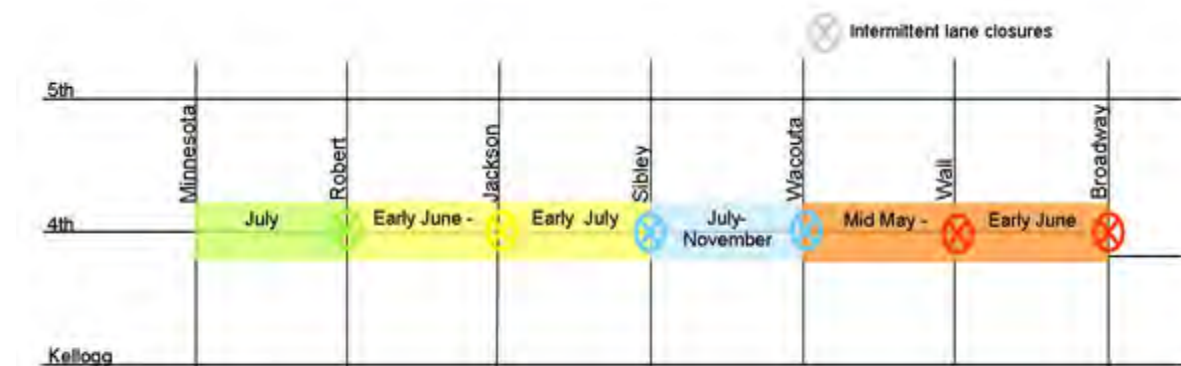 Intermittent lane closures
5th
Minnesota
Robert
Jackson
Sibley
Wacouta
Wall
Broadway
4th
July
Early June -
Early July
July-
November
Mid May -
Early June
Kellogg